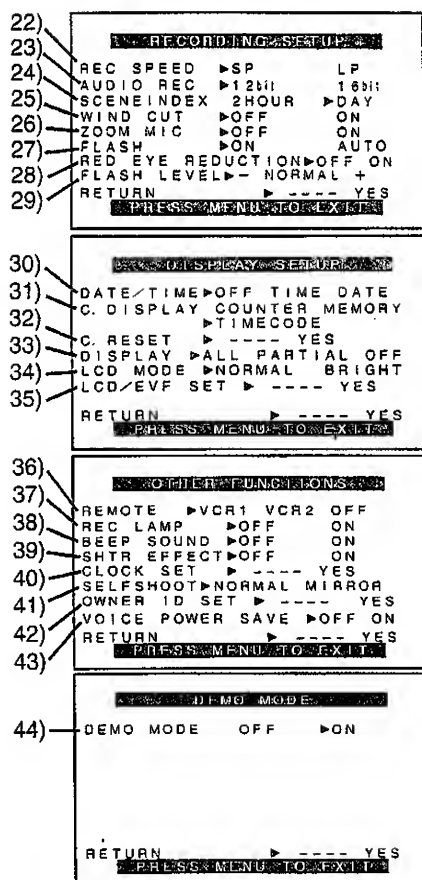 RECORDING SETUP
22) REC SPEED ▶SP LP
23) AUDIO REC ▶12bit 16bit
24) SCENEINDEX 2HOUR ▶DAY
25) WIND CUT ▶OFF ON
26) ZOOM MIC ▶OFF ON
27) FLASH ▶ON AUTO
28) RED EYE REDUCTION▶OFF ON
29) FLASH LEVEL▶- NORMAL +
RETURN ▶ ---- YES
PRESS MENU TO EXIT
DISPLAY SETUP
30) DATE/TIME▶OFF TIME DATE
31) C. DISPLAY COUNTER MEMORY
▶TIMECODE
32) C. RESET ▶ ---- YES
33) DISPLAY ▶ALL PARTIAL OFF
34) LCD MODE ▶NORMAL BRIGHT
35) LCD/EVF SET ▶ ---- YES
RETURN ▶ ---- YES
PRESS MENU TO EXIT
OTHER FUNCTIONS
36) REMOTE ▶VCR1 VCR2 OFF
37) REC LAMP ▶OFF ON
38) BEEP SOUND ▶OFF ON
39) SHTR EFFECT▶OFF ON
40) CLOCK SET ▶ ---- YES
41) SELFSHOOT▶NORMAL MIRROR
42) OWNER ID SET ▶ ---- YES
43) VOICE POWER SAVE ▶OFF ON
RETURN ▶ ---- YES
PRESS MENU TO EXIT
DEMO MODE
44) DEMO MODE OFF ▶ON
RETURN ▶ ---- YES
PRESS MENU TO EXIT